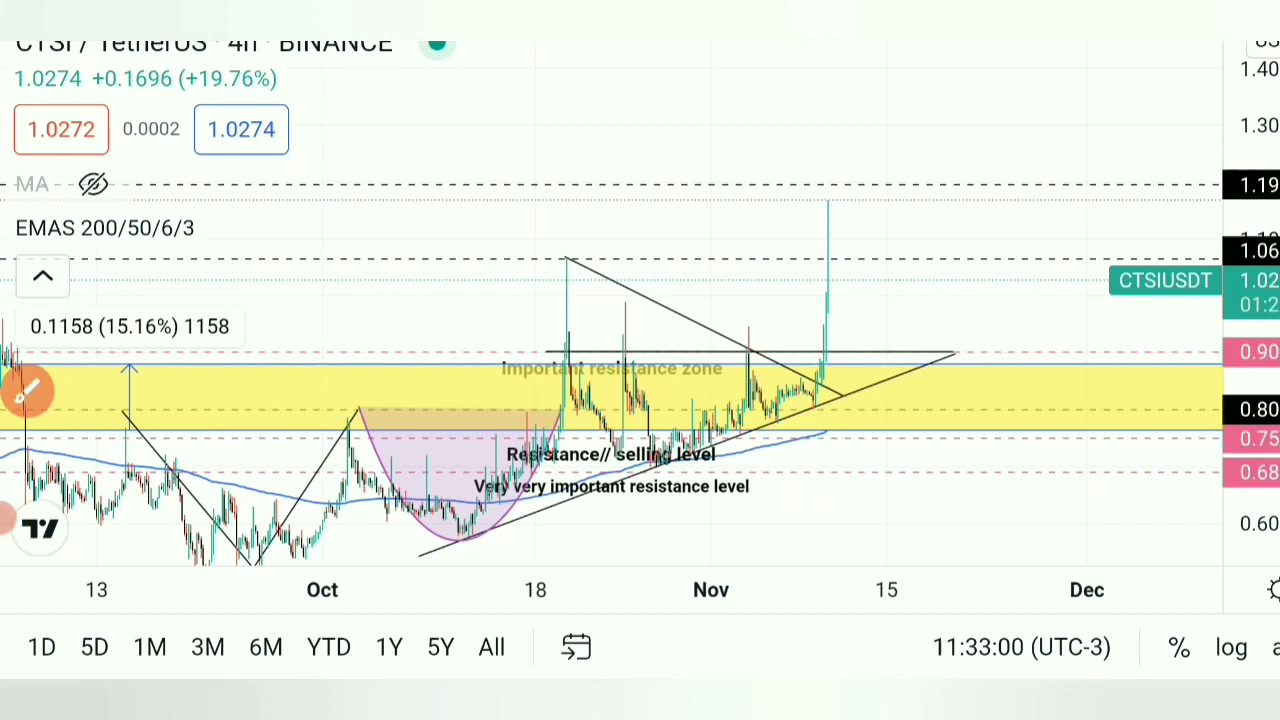 CTSI / TetherUS · 4h · BINANCE
1.0274 +0.1696 (+19.76%)
1.0272 0.0002 1.0274
MA
EMAS 200/50/6/3
0.1158 (15.16%) 1158
1.40
1.30
1.19
1.06
CTSIUSDT 1.02
01:2
0.90
Important resistance zone
0.80
0.75
Resistance// selling level
0.68
Very very important resistance level
0.60
13 Oct 18 Nov 15 Dec
1D 5D 1M 3M 6M YTD 1Y 5Y All 11:33:00 (UTC-3) % log